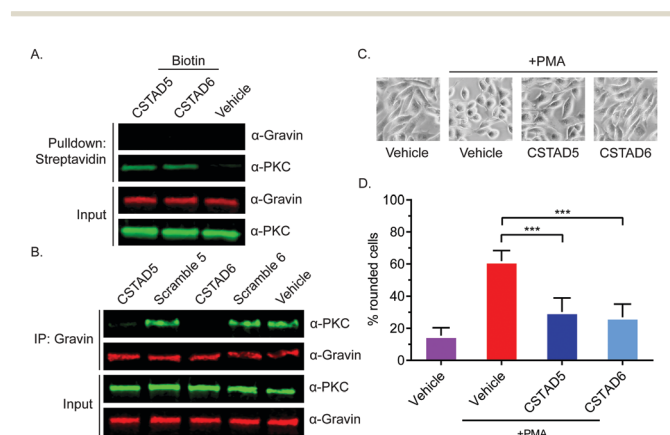 A.
Biotin
CSTAD5
CSTAD6
Vehicle
Pulldown:
Streptavidin
α-Gravin
α-PKC
Input
α-Gravin
α-PKC
B.
CSTAD5
Scramble 5
CSTAD6
Scramble 6
Vehicle
IP: Gravin
α-PKC
α-Gravin
Input
α-PKC
α-Gravin
C.
+PMA
Vehicle
Vehicle
CSTAD5
CSTAD6
D.
% rounded cells
100
80
60
40
20
0
***
***
Vehicle
Vehicle
CSTAD5
CSTAD6
+PMA